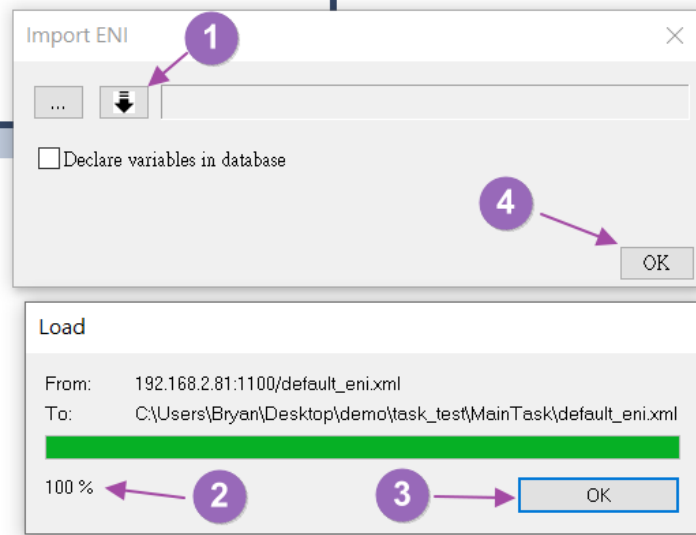 Import ENI
1
...
Declare variables in database
4
OK
Load
From: 192.168.2.81:1100/default_eni.xml
To: C:\Users\Bryan\Desktop\demo\task_test\MainTask\default_eni.xml
100 %
2
3
OK